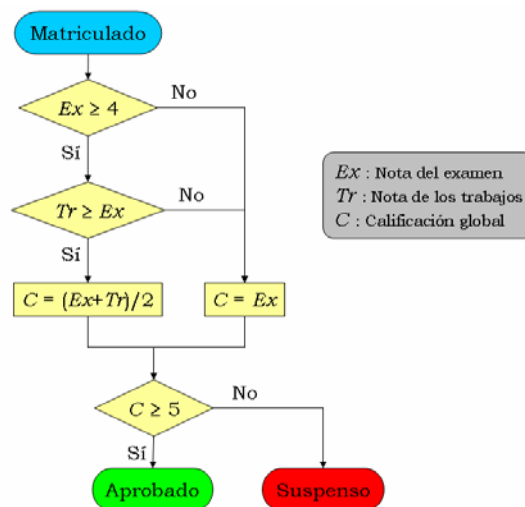 Matriculado
Ex ≥ 4
No
Sí
Tr ≥ Ex
No
Sí
C = (Ex+Tr)/2
C = Ex
C ≥ 5
No
Sí
Aprobado
Suspenso
Ex : Nota del examen
Tr : Nota de los trabajos
C : Calificación global